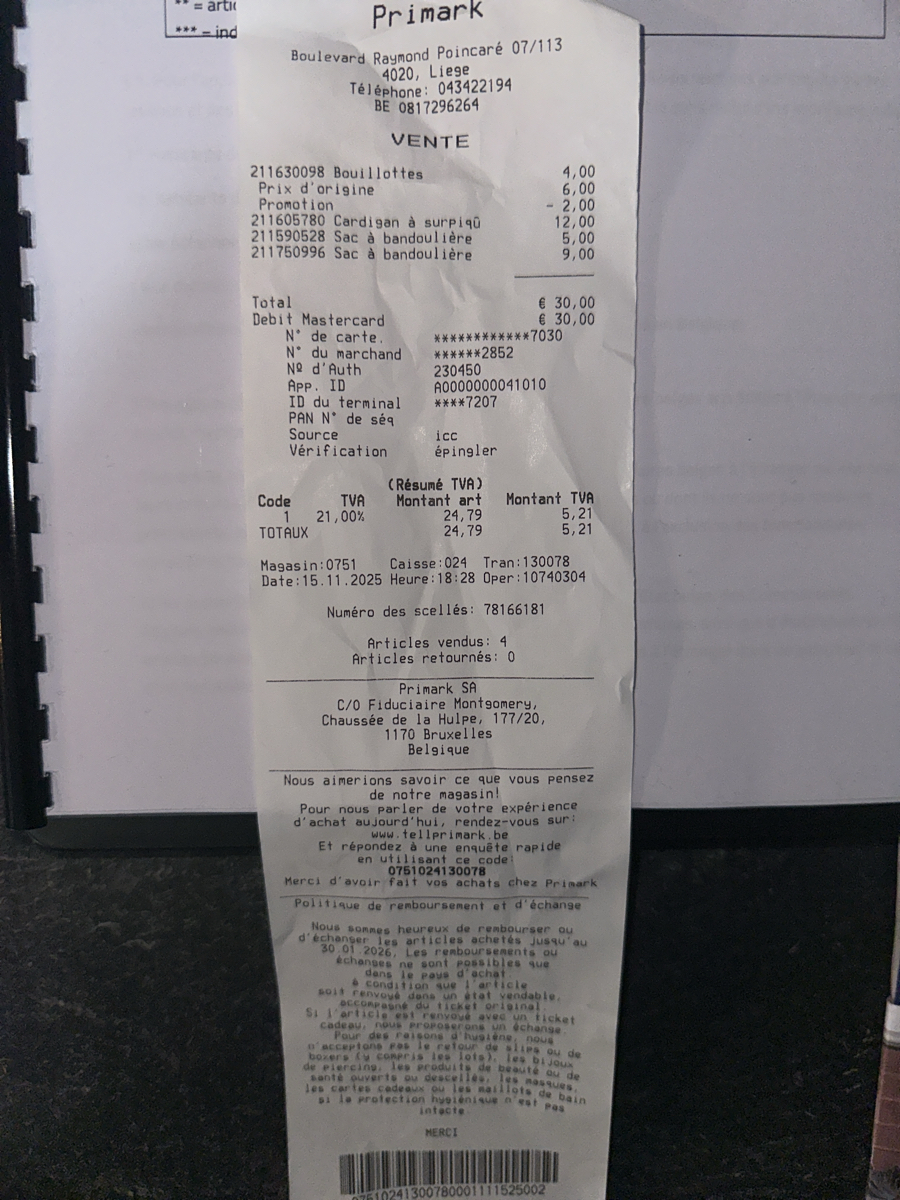 ** = artic
*** = ind
Primark
Boulevard Raymond Poincaré 07/113
4020, Liege
Téléphone: 043422194
BE 0817296264
VENTE
211630098 Bouillottes 4,00
Prix d'origine 6,00
Promotion - 2,00
211605780 Cardigan à surpiqû 12,00
211590528 Sac à bandoulière 5,00
211750996 Sac à bandoulière 9,00
Total € 30,00
Debit Mastercard € 30,00
N° de carte. ************7030
N° du marchand ******2852
Nº d'Auth 230450
App. ID A0000000041010
ID du terminal ****7207
PAN N° de séq
Source icc
Vérification épingler
(Résumé TVA)
Code TVA Montant art Montant TVA
1 21,00% 24,79 5,21
TOTAUX 24,79 5,21
Magasin:0751 Caisse:024 Tran:130078
Date:15.11.2025 Heure:18:28 Oper:10740304
Numéro des scellés: 78166181
Articles vendus: 4
Articles retournés: 0
Primark SA
C/O Fiduciaire Montgomery,
Chaussée de la Hulpe, 177/20,
1170 Bruxelles
Belgique
Nous aimerions savoir ce que vous pensez
de notre magasin!
Pour nous parler de votre expérience
d'achat aujourd'hui, rendez-vous sur:
www.tellprimark.be
Et répondez à une enquête rapide
en utilisant ce code:
0751024130078
Merci d'avoir fait vos achats chez Primark
Politique de remboursement et d'échange
Nous sommes heureux de rembourser ou
d'échanger les articles achetés jusqu'au
30.01.2026. Les remboursements ou
échanges ne sont possibles que
dans le pays d'achat
à condition que l'article
soit renvoyé dans un état vendable,
accompagné du ticket original.
Si l'article est renvoyé avec un ticket
cadeau, nous proposerons un échange.
Pour des raisons d'hygiène, nous
n'acceptons pas le retour de slips ou de
boxers (y compris les lots), les bijoux
de piercing, les produits de beauté ou de
santé ouverts ou descellés, les masques,
les cartes cadeaux ou les maillots de bain
si la protection hygiénique n'est pas
intacte.
MERCI
07510241300780001111525002